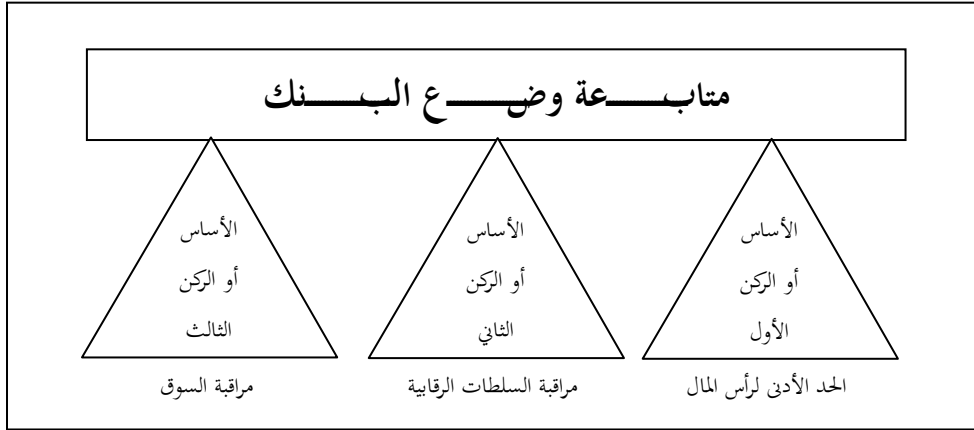 متابـــــعة وضـــــع البـــــنك
الأساس
أو الركن
الأول
الحد الأدنى لرأس المال
الأساس
أو الركن
الثاني
مراقبة السلطات الرقابية
الأساس
أو الركن
الثالث
مراقبة السوق